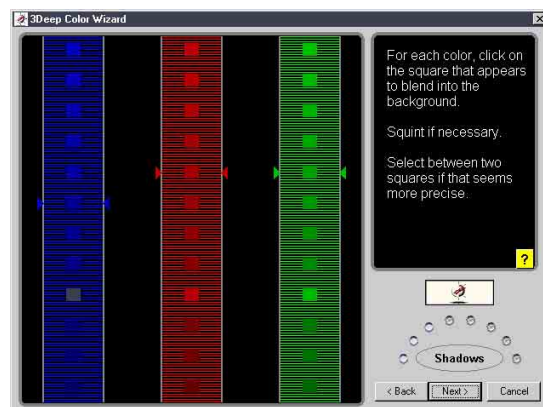 3Deep Color Wizard
For each color, click on
the square that appears
to blend into the
background.
Squint if necessary.
Select between two
squares if that seems
more precise.
?
Shadows
< Back
Next >
Cancel